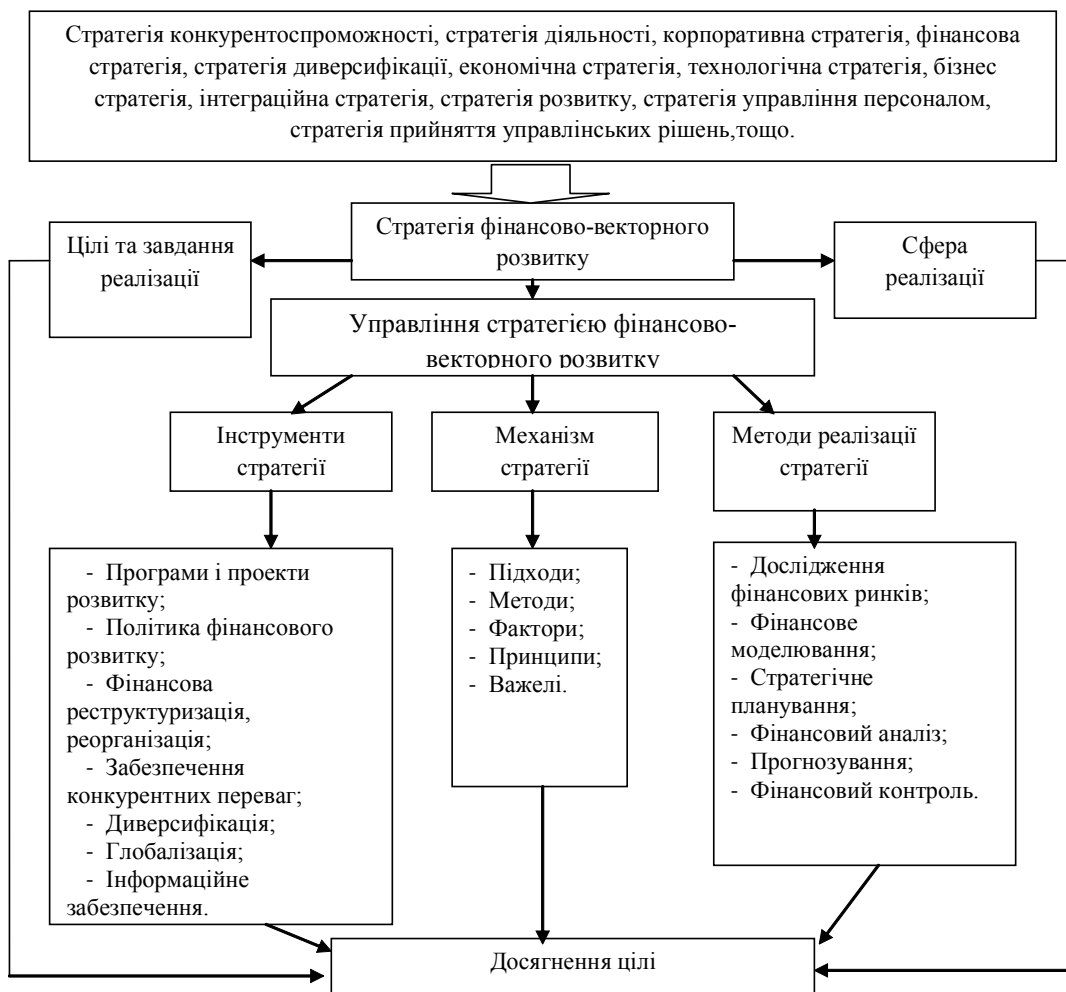 Стратегія конкурентоспроможності, стратегія діяльності, корпоративна стратегія, фінансова
стратегія, стратегія диверсифікації, економічна стратегія, технологічна стратегія, бізнес
стратегія, інтеграційна стратегія, стратегія розвитку, стратегія управління персоналом,
стратегія прийняття управлінських рішень,тощо.
Стратегія фінансово-векторного
розвитку
Цілі та завдання
реалізації
Сфера
реалізації
Управління стратегією фінансово-
векторного розвитку
Інструменти
стратегії
Механізм
стратегії
Методи реалізації
стратегії
- Програми і проекти
розвитку;
- Політика фінансового
розвитку;
- Фінансова
реструктуризація,
реорганізація;
- Забезпечення
конкурентних переваг;
- Диверсифікація;
- Глобалізація;
- Інформаційне
забезпечення.
- Підходи;
- Методи;
- Фактори;
- Принципи;
- Важелі.
- Дослідження
фінансових ринків;
- Фінансове
моделювання;
- Стратегічне
планування;
- Фінансовий аналіз;
- Прогнозування;
- Фінансовий контроль.
Досягнення цілі